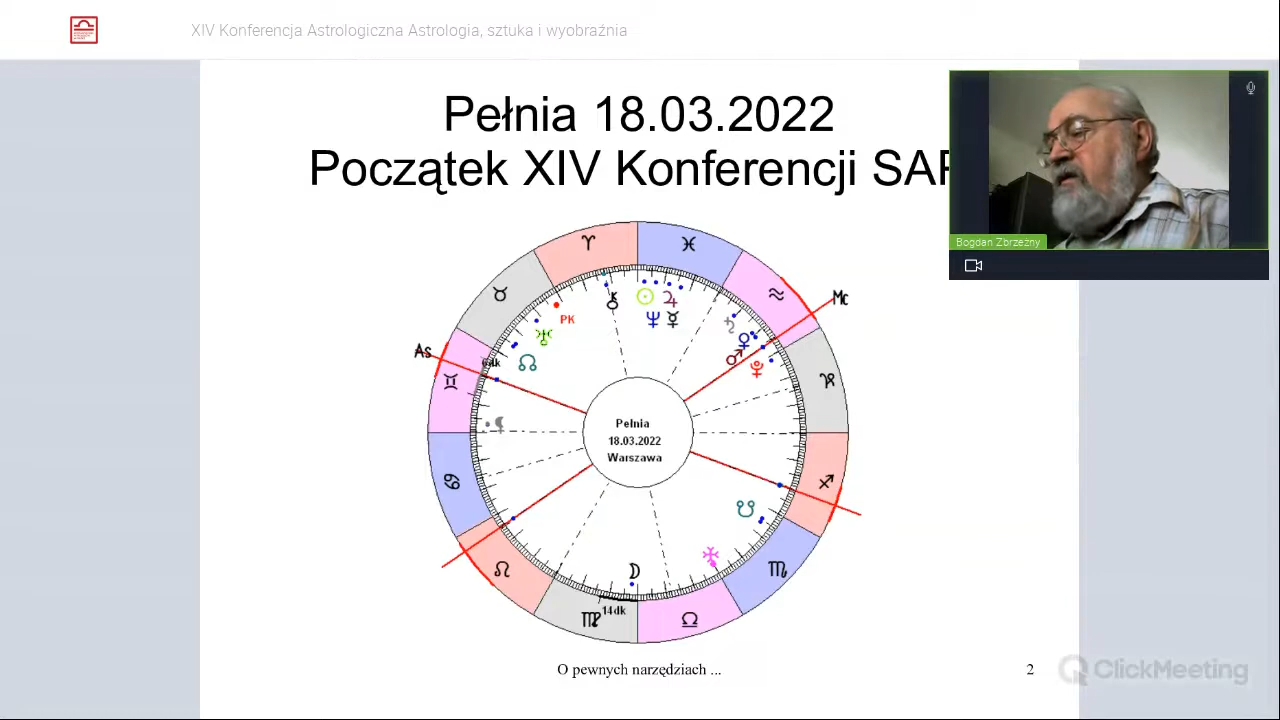 XIV Konferencja Astrologiczna Astrologia, sztuka i wyobraźnia
Pełnia 18.03.2022
Początek XIV Konferencji SAP
Bogdan Zbrzeżny
Mc
PK
As
Pełnia
18.03.2022
Warszawa
14dk
O pewnych narzędziach ...
2
ClickMeeting